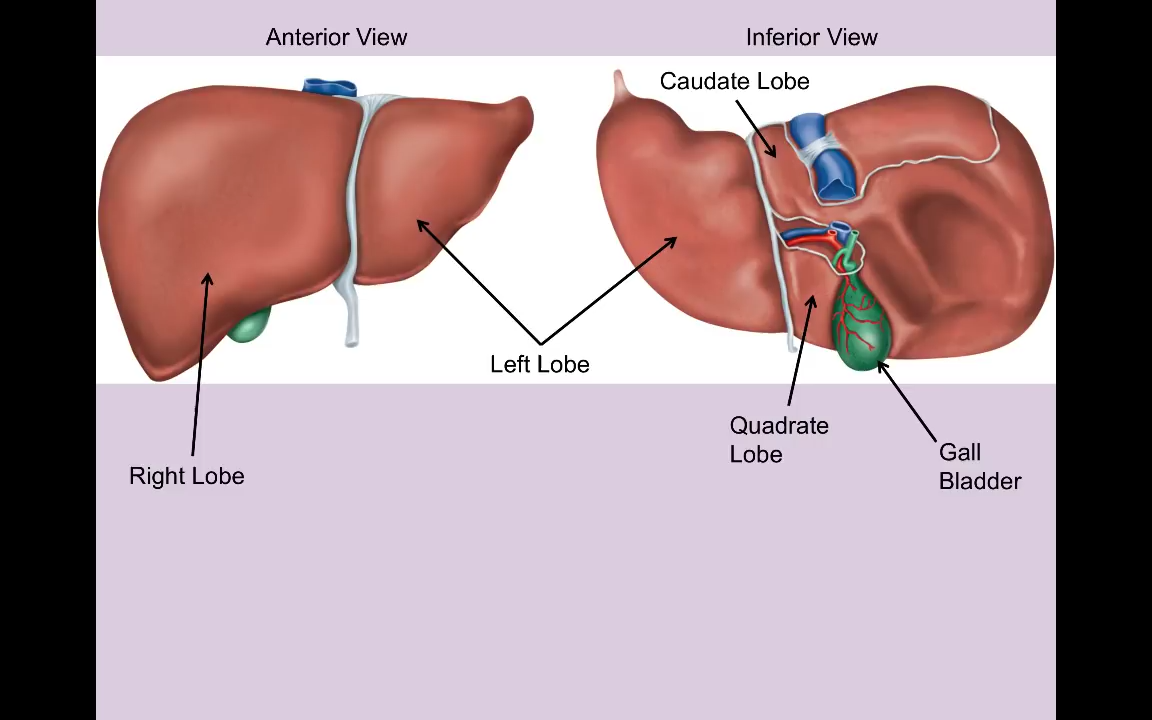 Anterior View
Inferior View
Caudate Lobe
Left Lobe
Quadrate
Lobe
Gall
Bladder
Right Lobe